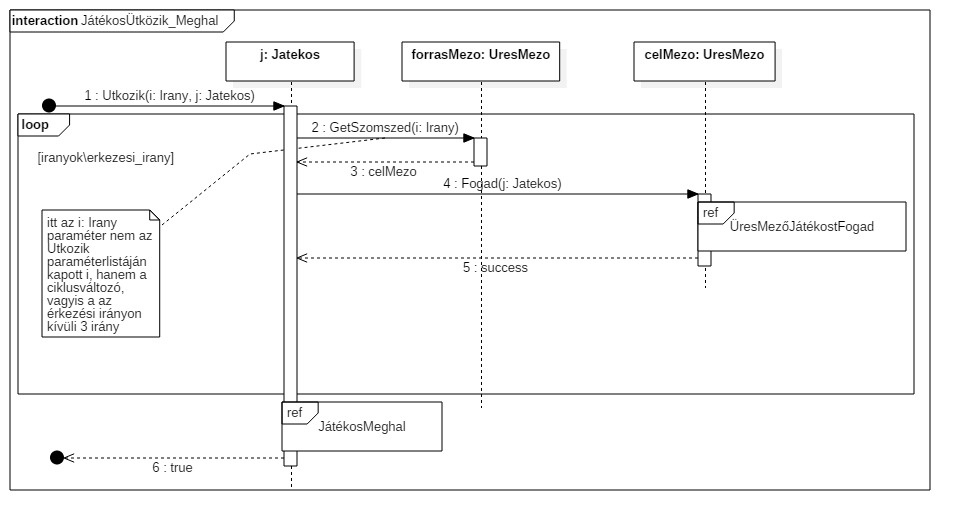 interaction JátékosÜtközik_Meghal
j: Jatekos
forrasMezo: UresMezo
celMezo: UresMezo
1 : Utkozik(i: Irany, j: Jatekos)
loop
2 : GetSzomszed(i: Irany)
[iranyok\erkezesi_irany]
3 : celMezo
4 : Fogad(j: Jatekos)
ref
ÜresMezőJátékostFogad
itt az i: Irany
paraméter nem az
Utkozik
paraméterlistáján
kapott i, hanem a
ciklusváltozó,
vagyis a az
érkezési irányon
kívüli 3 irány
5 : success
ref
JátékosMeghal
6 : true